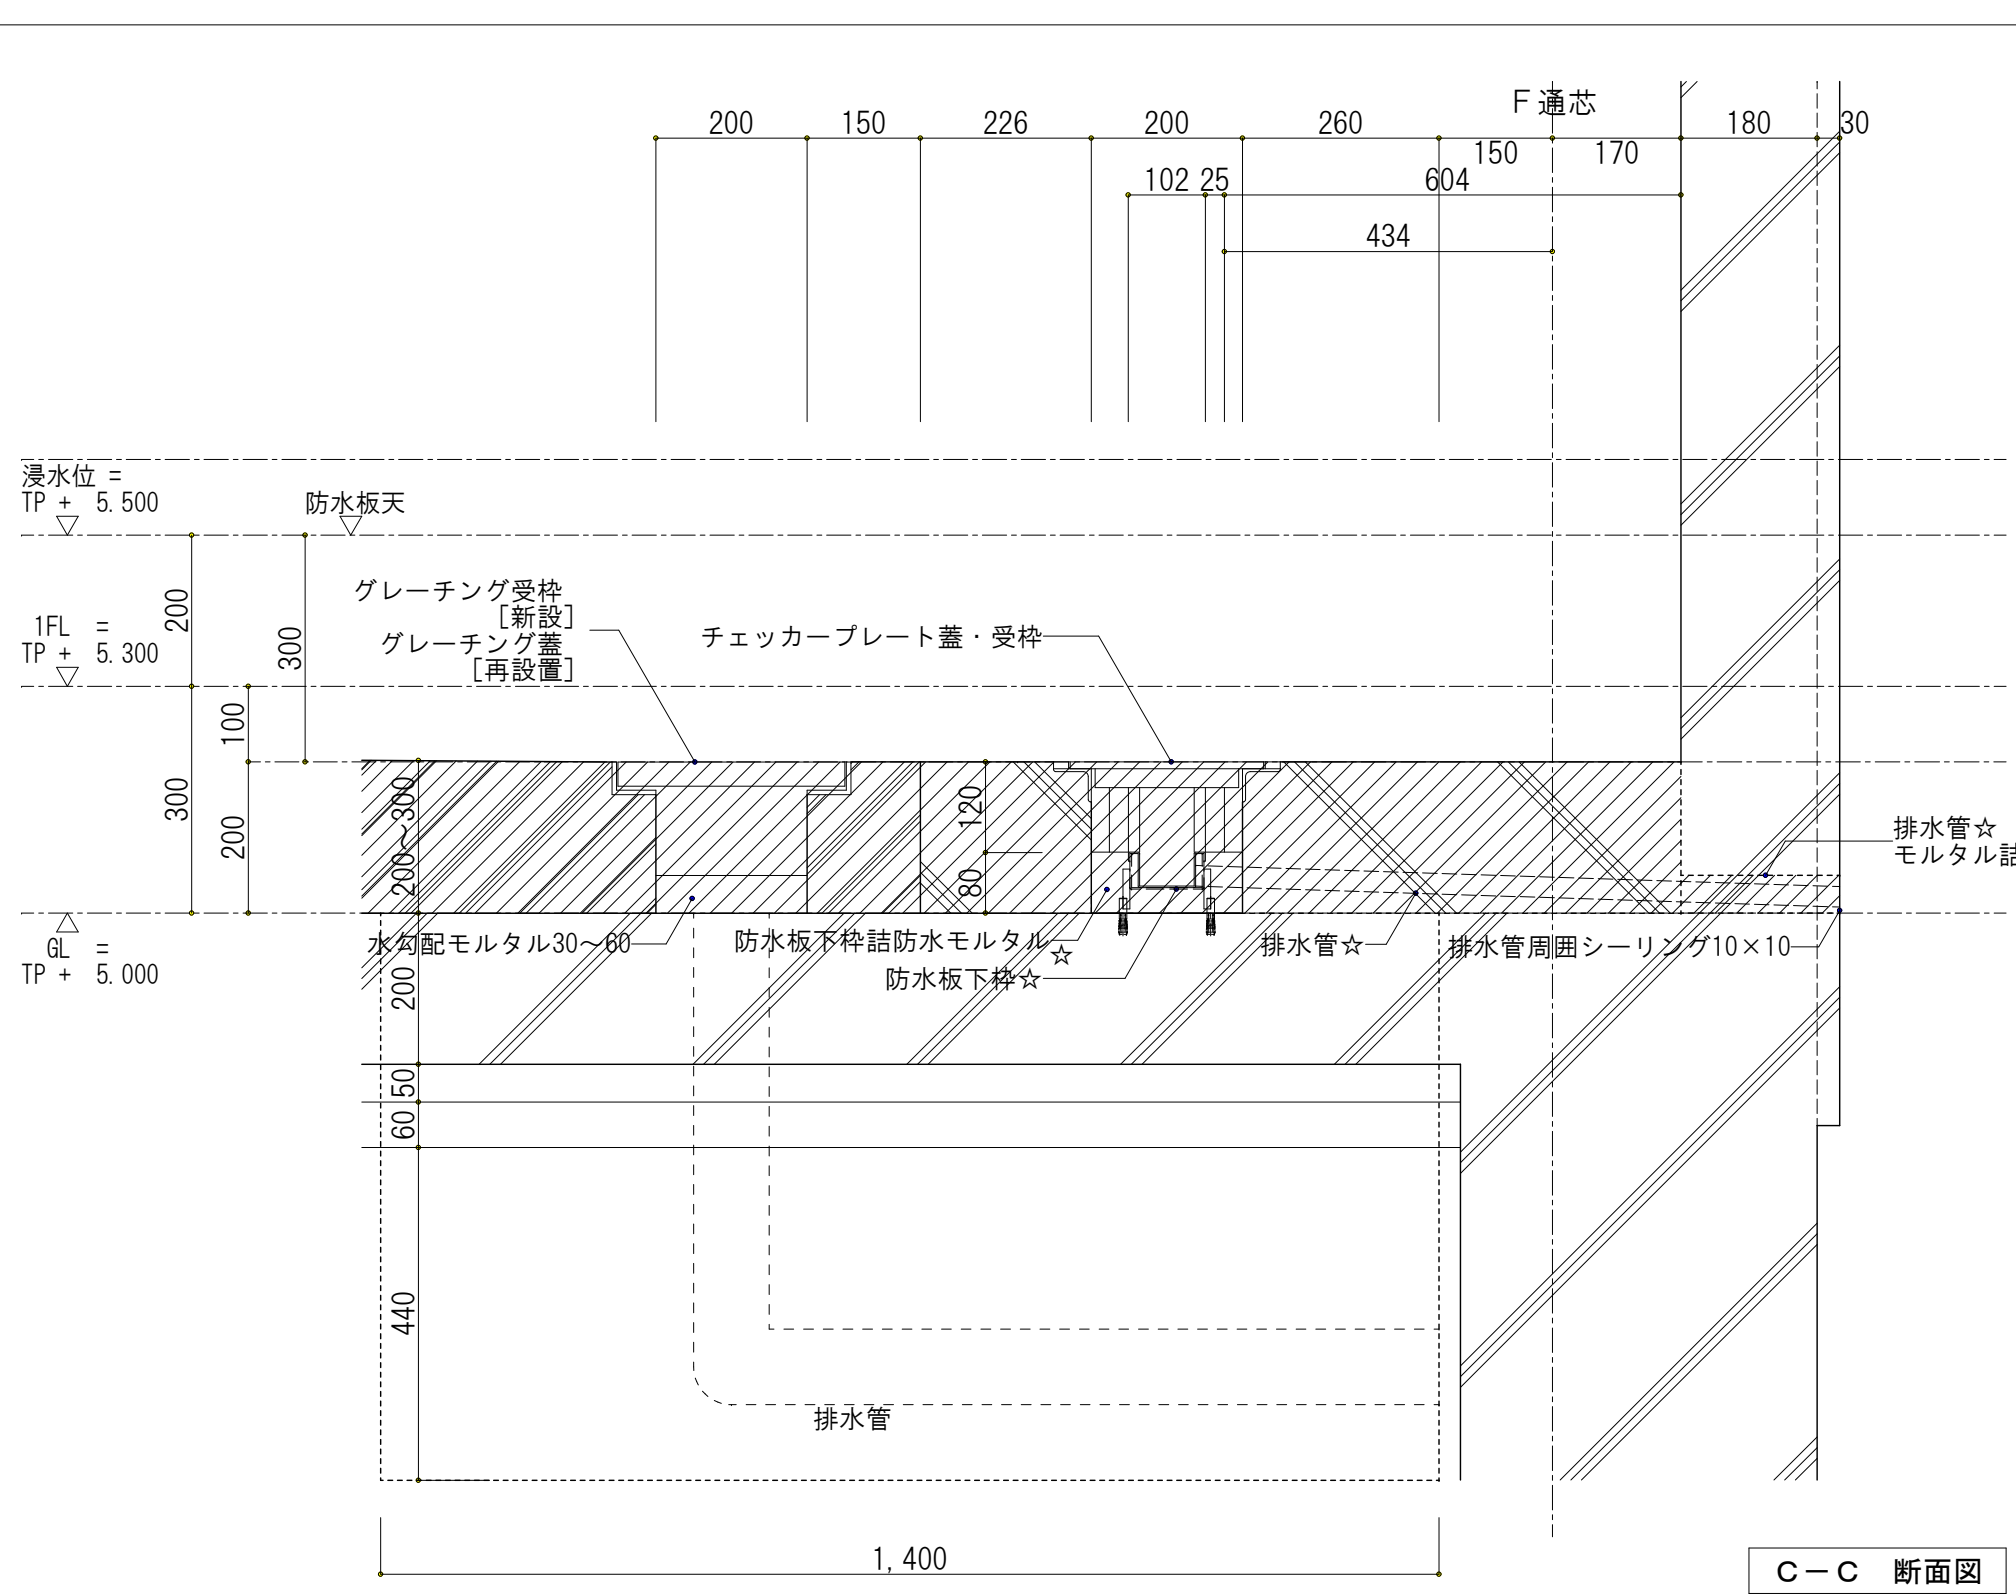 F通芯
200
150
226
200
260
180
30
150
170
102
25
604
434
浸水位 =
TP + 5.500
防水板天
グレーチング受枠
[新設]
グレーチング蓋
[再設置]
チェッカープレート蓋・受枠
1FL =
TP + 5.300
200
300
100
300
200
200〜300
120
80
排水管☆
モルタル詰
水勾配モルタル30〜60
防水板下枠詰防水モルタル
☆
防水板下枠☆
排水管☆
排水管周囲シーリング10×10
GL =
TP + 5.000
200
50
60
440
排水管
1,400
C－C 断面図